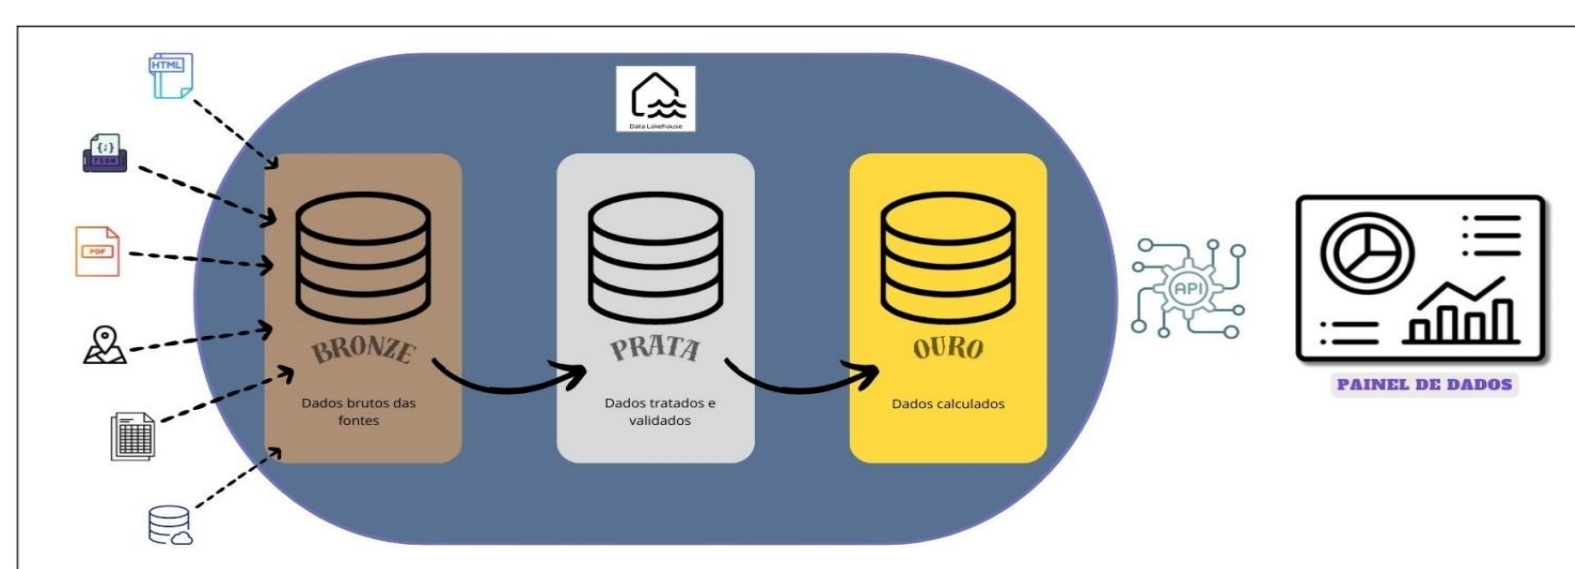 HTML
Data Lakehouse
{;}
JSON
PDF
API
BRONZE
PRATA
OURO
Dados brutos das
fontes
Dados tratados e
validados
Dados calculados
PAINEL DE DADOS